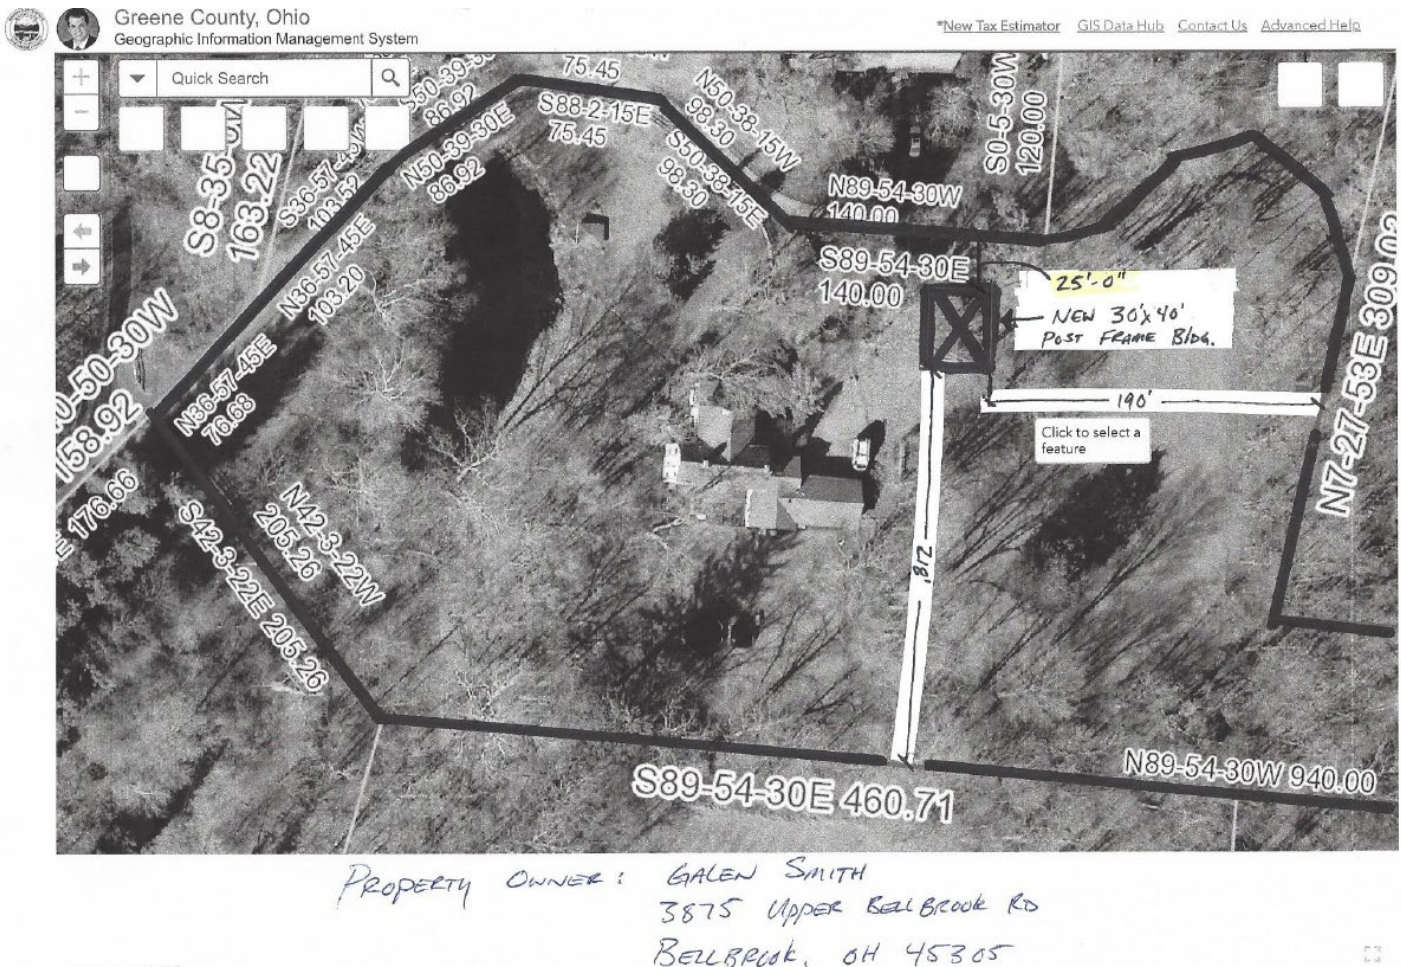 Greene County, Ohio
Geographic Information Management System
*New Tax Estimator GIS Data Hub Contact Us Advanced Help
Quick Search
75.45
S88-2-15E
75.45
86.92
N50-39-30E
86.92
N50-38-15W
98.30
S50-38-15E
98.30
S0-5-30W
120.00
163.22
S36-57-45W
103.52
N36-57-45E
103.20
N89-54-30W
140.00
S89-54-30E
140.00
25'-0"
NEW 30'x40'
POST FRAME BLDG.
N7-27-53E 309.03
158.92
N36-57-45E
76.68
190'
Click to select a
feature
176.66
N42-3-22W
205.26
S42-3-22E 205.26
218'
S89-54-30E 460.71
N89-54-30W 940.00
PROPERTY OWNER: GALEN SMITH
3875 UPPER BELLBROOK RD
BELLBROOK, OH 45305